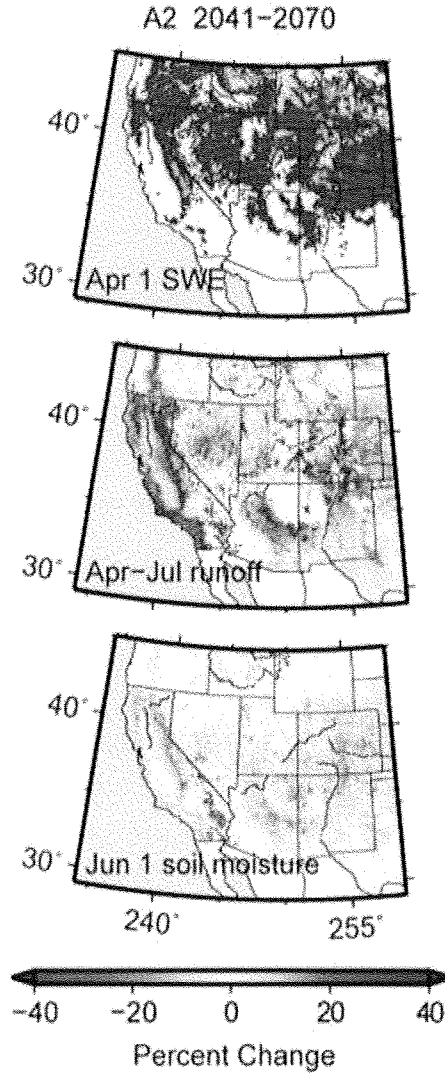 A2 2041−2070
40°
30°
Apr 1 SWE
40°
30°
Apr−Jul runoff
40°
30°
Jun 1 soil moisture
240°
255°
−40 −20 0 20 40
Percent Change